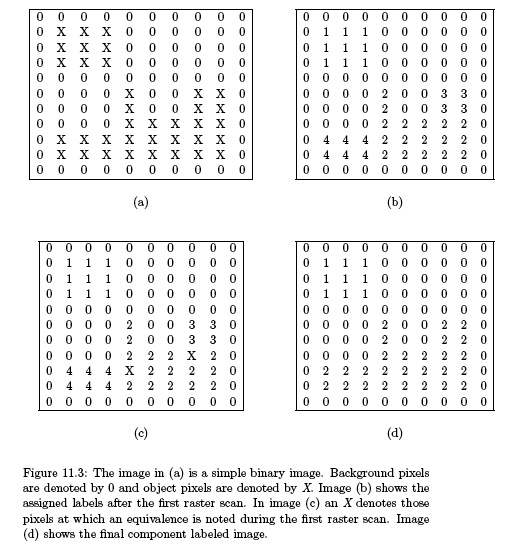 0 0 0 0 0 0 0 0 0 0
0 X X X 0 0 0 0 0 0
0 X X X 0 0 0 0 0 0
0 X X X 0 0 0 0 0 0
0 0 0 0 0 0 0 0 0 0
0 0 0 0 X 0 0 X X 0
0 0 0 0 X 0 0 X X 0
0 0 0 0 X X X X X 0
0 X X X X X X X X 0
0 X X X X X X X X 0
0 0 0 0 0 0 0 0 0 0
(a)
0 0 0 0 0 0 0 0 0 0
0 1 1 1 0 0 0 0 0 0
0 1 1 1 0 0 0 0 0 0
0 1 1 1 0 0 0 0 0 0
0 0 0 0 0 0 0 0 0 0
0 0 0 0 2 0 0 3 3 0
0 0 0 0 2 0 0 3 3 0
0 0 0 0 2 2 2 2 2 0
0 4 4 4 2 2 2 2 2 0
0 4 4 4 2 2 2 2 2 0
0 0 0 0 0 0 0 0 0 0
(b)
0 0 0 0 0 0 0 0 0 0
0 1 1 1 0 0 0 0 0 0
0 1 1 1 0 0 0 0 0 0
0 1 1 1 0 0 0 0 0 0
0 0 0 0 0 0 0 0 0 0
0 0 0 0 2 0 0 3 3 0
0 0 0 0 2 0 0 3 3 0
0 0 0 0 2 2 2 X 2 0
0 4 4 4 X 2 2 2 2 0
0 4 4 4 2 2 2 2 2 0
0 0 0 0 0 0 0 0 0 0
(c)
0 0 0 0 0 0 0 0 0 0
0 1 1 1 0 0 0 0 0 0
0 1 1 1 0 0 0 0 0 0
0 1 1 1 0 0 0 0 0 0
0 0 0 0 0 0 0 0 0 0
0 0 0 0 2 0 0 2 2 0
0 0 0 0 2 0 0 2 2 0
0 0 0 0 2 2 2 2 2 0
0 2 2 2 2 2 2 2 2 0
0 2 2 2 2 2 2 2 2 0
0 0 0 0 0 0 0 0 0 0
(d)
Figure 11.3: The image in (a) is a simple binary image. Background pixels
are denoted by 0 and object pixels are denoted by X. Image (b) shows the
assigned labels after the first raster scan. In image (c) an X denotes those
pixels at which an equivalence is noted during the first raster scan. Image
(d) shows the final component labeled image.